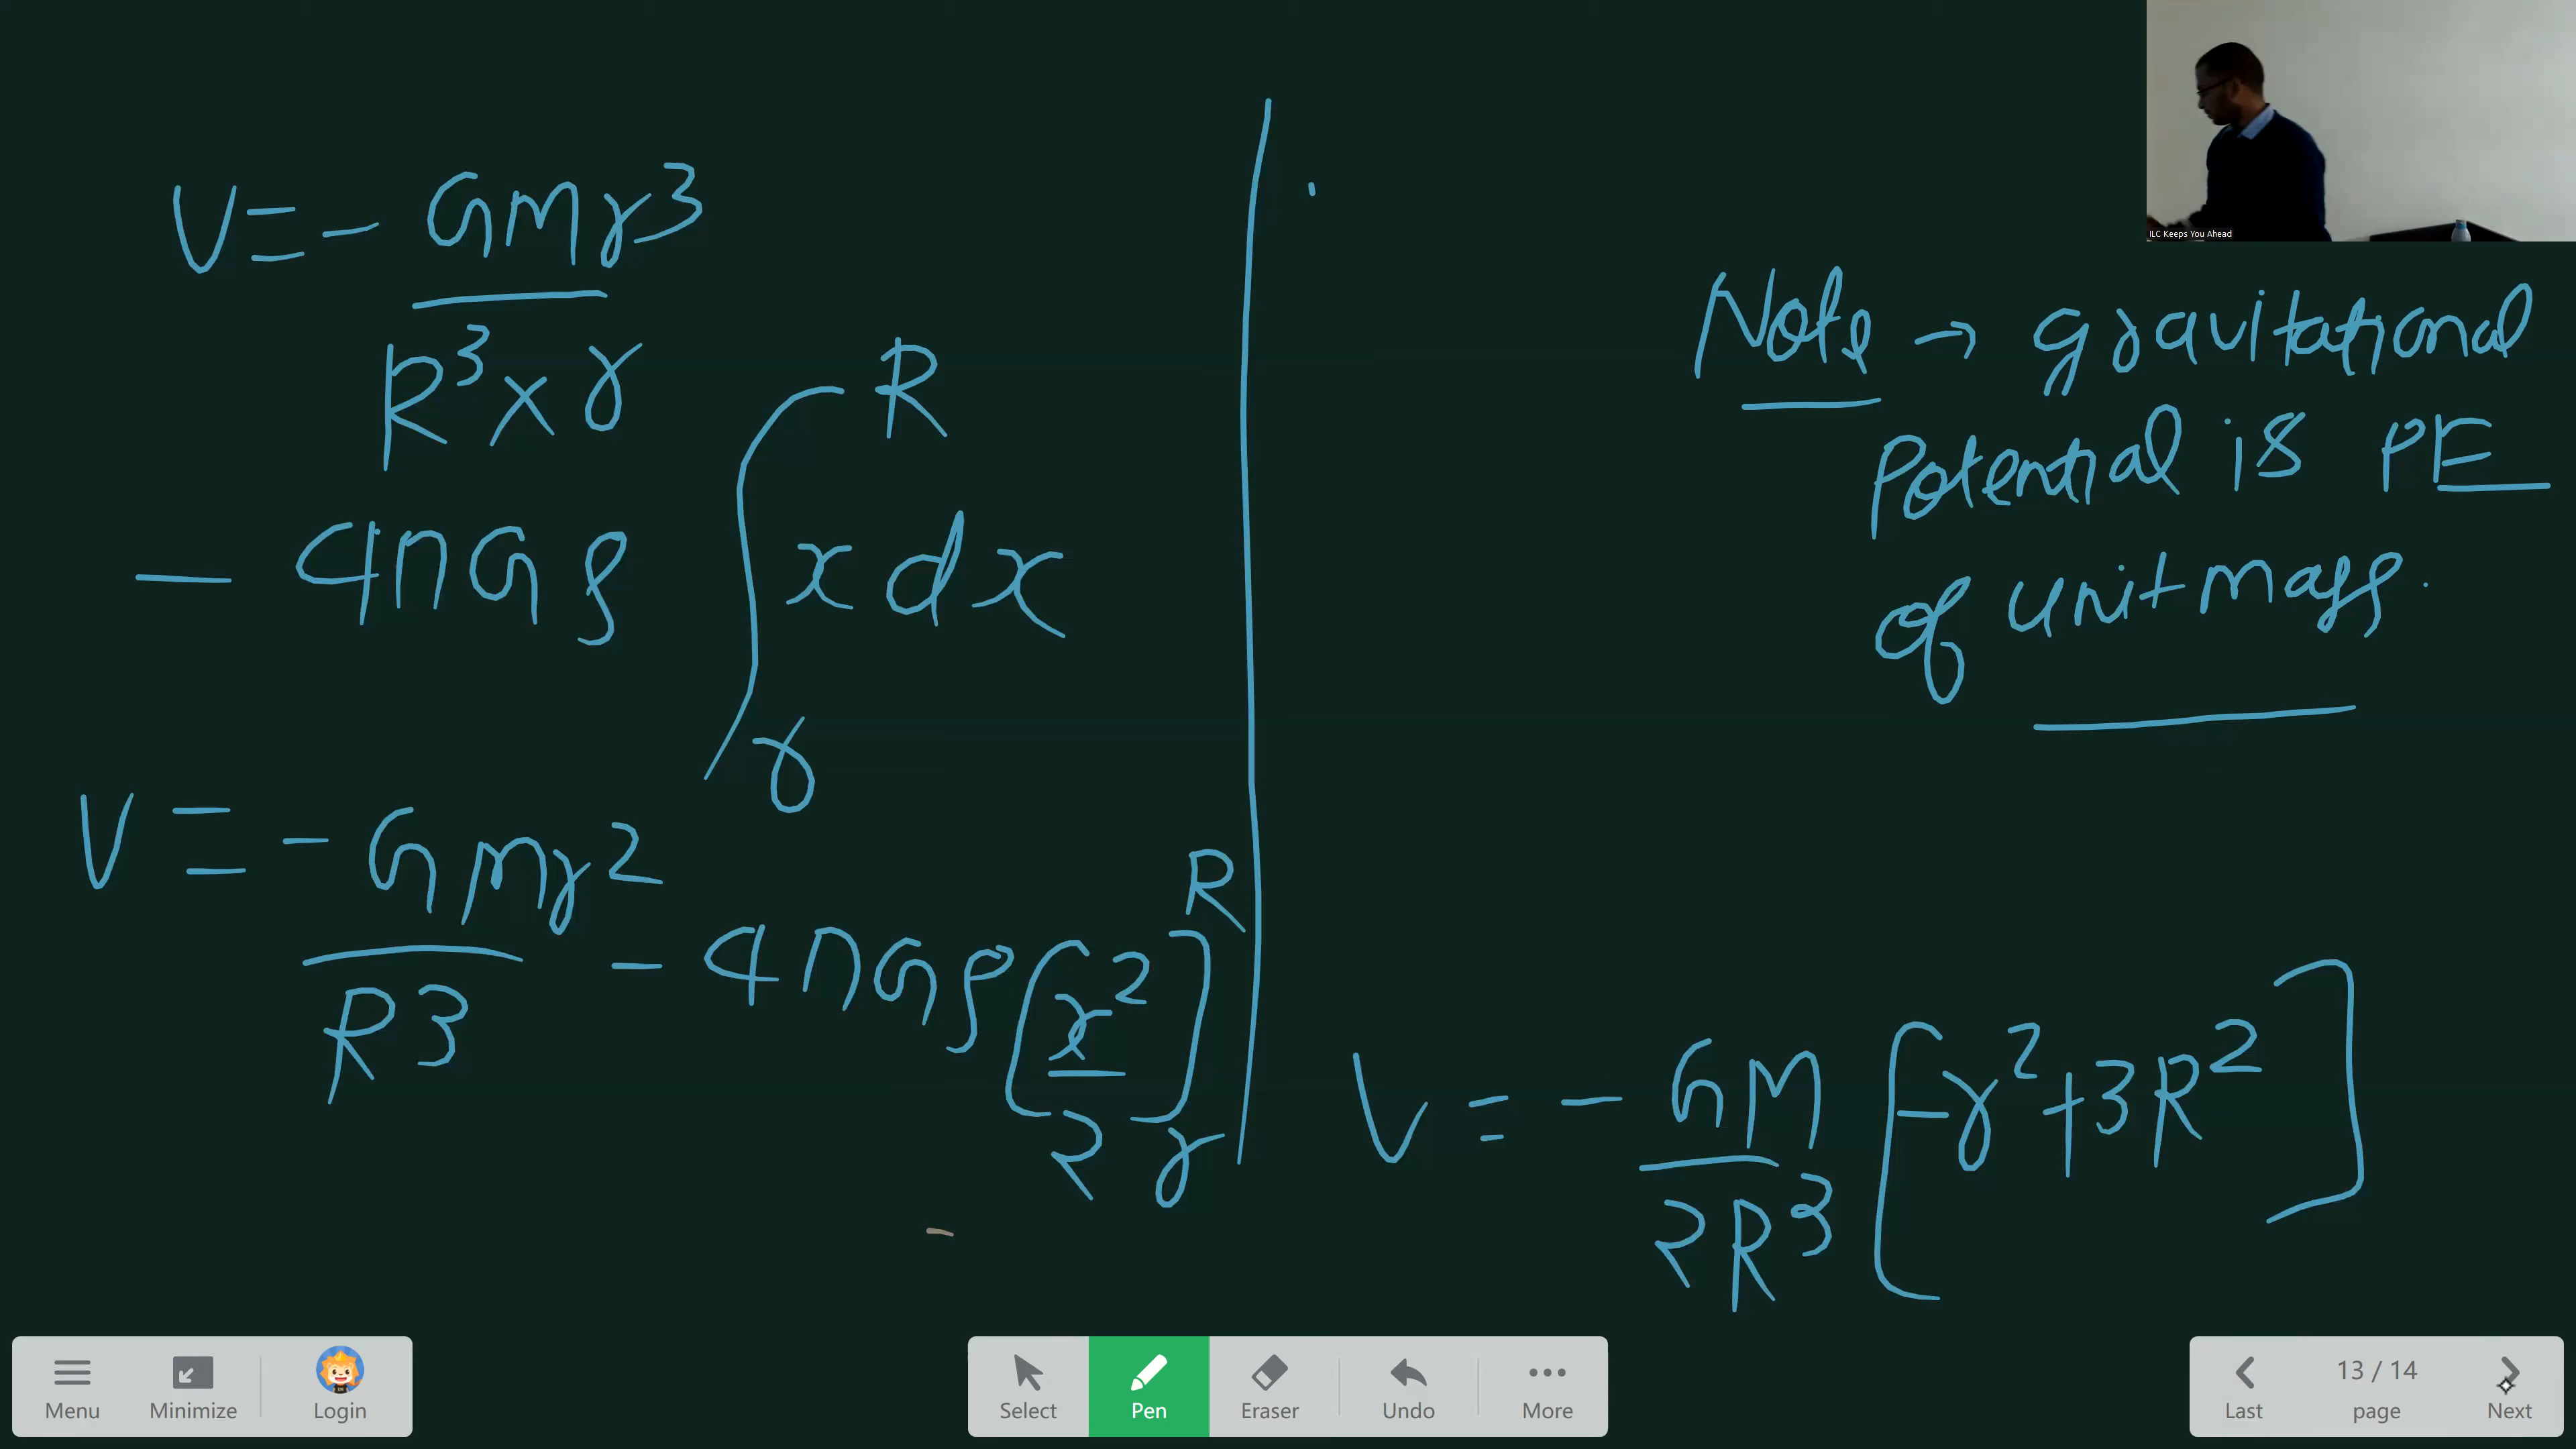 V = - GMr³
R³ × r
- 4πGρ ∫ x dx
R
r
V = - GMr²
R³
- 4πGρ [x²
2]
R
r
Note → gravitational
Potential is PE
of unit mass.
V = - GM
2R³
[-r² + 3R²]
ILC Keeps You Ahead
Menu
Minimize
Login
Select
Pen
Eraser
Undo
More
13 / 14
Last
page
Next